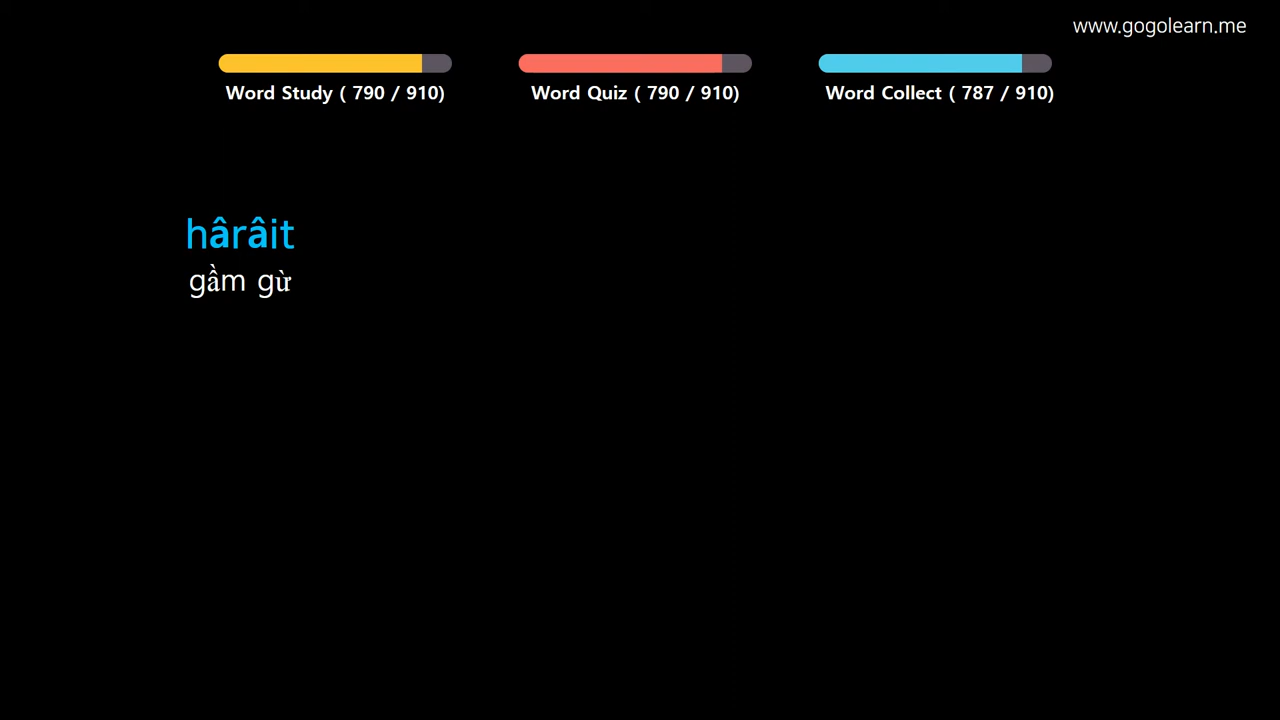 www.gogolearn.me
Word Study ( 790 / 910)
Word Quiz ( 790 / 910)
Word Collect ( 787 / 910)
hârâit
gầm gừ